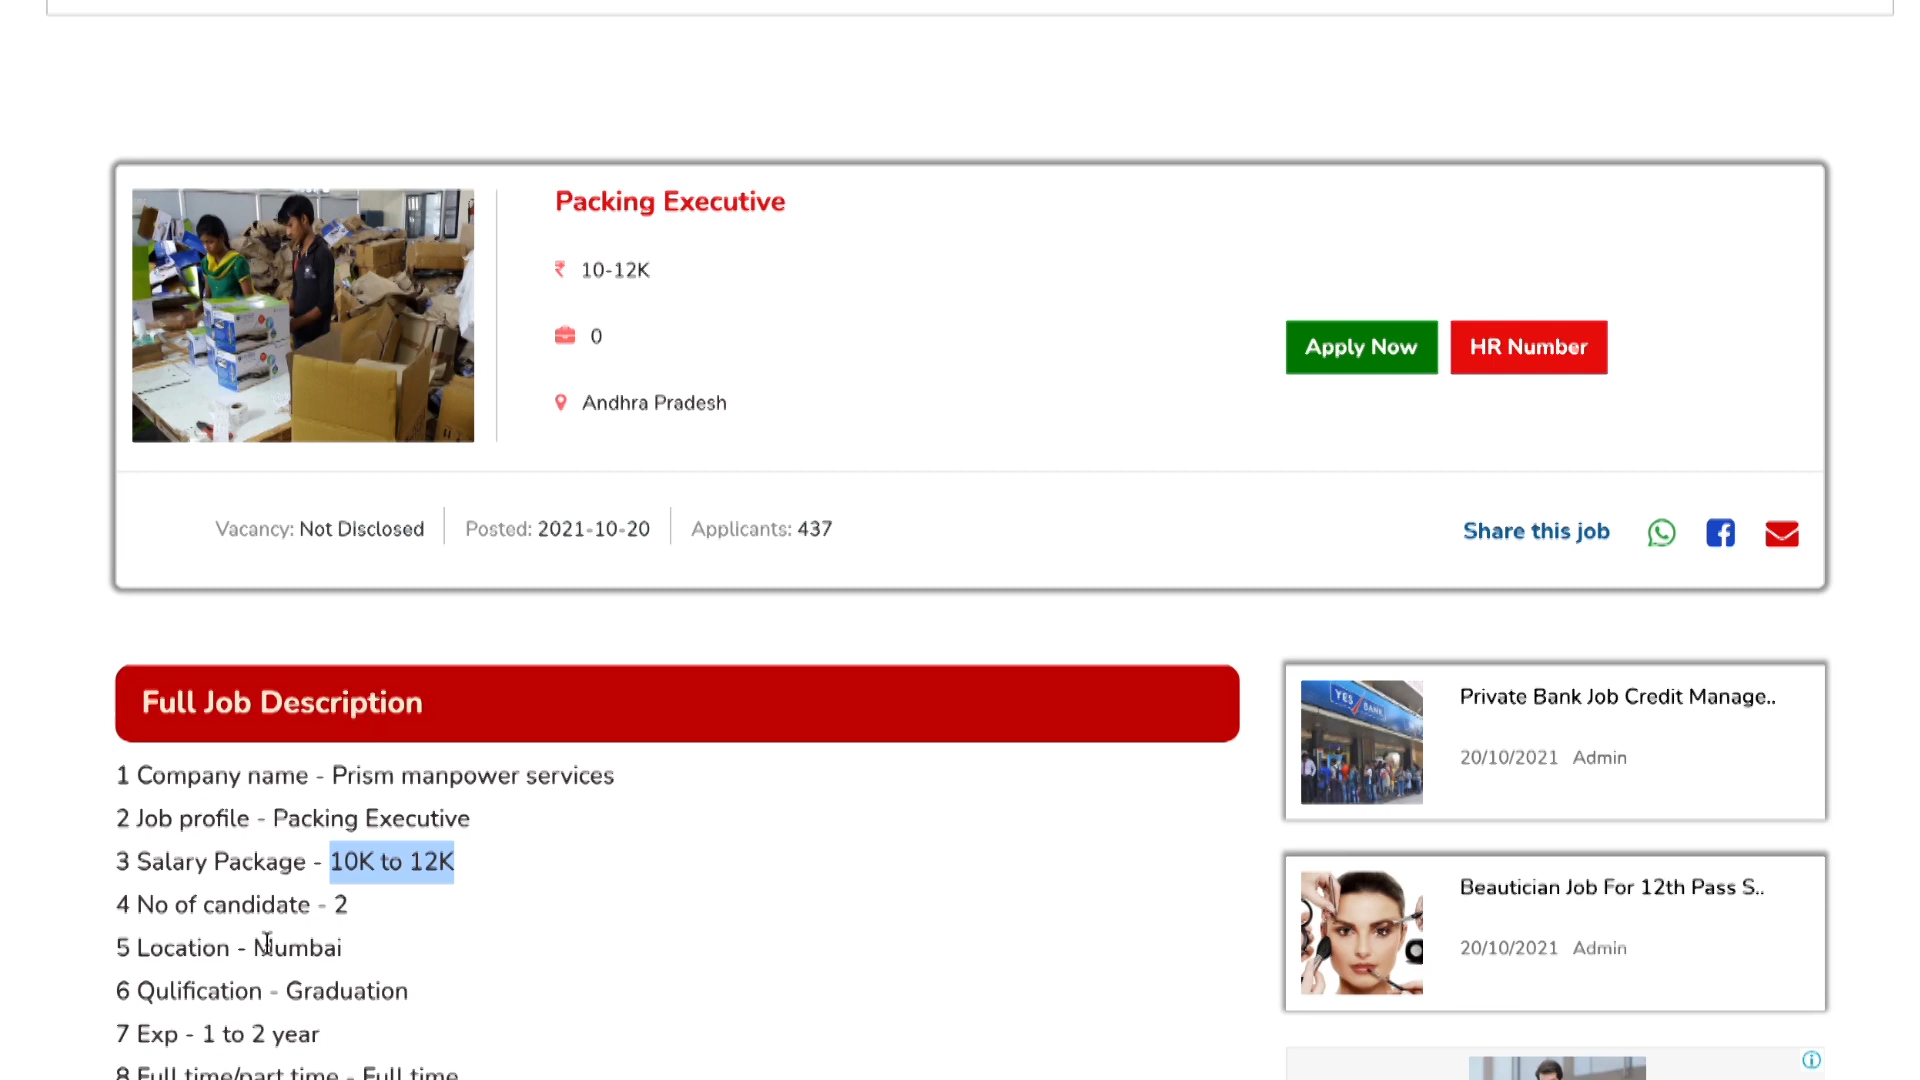 Packing Executive
₹ 10-12K
0
Andhra Pradesh
Apply Now
HR Number
Vacancy: Not Disclosed
Posted: 2021-10-20
Applicants: 437
Share this job
Full Job Description
1 Company name - Prism manpower services
2 Job profile - Packing Executive
3 Salary Package - 10K to 12K
4 No of candidate - 2
5 Location - Mumbai
6 Qulification - Graduation
7 Exp - 1 to 2 year
8 Full time/part time - Full time
YES BANK
Private Bank Job Credit Manage..
20/10/2021 Admin
Beautician Job For 12th Pass S..
20/10/2021 Admin